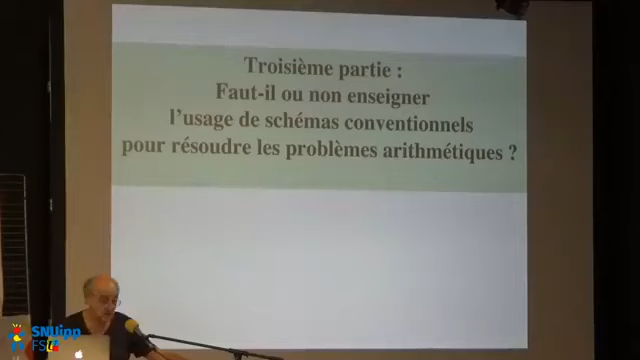 Troisième partie :
Faut-il ou non enseigner
l'usage de schémas conventionnels
pour résoudre les problèmes arithmétiques ?
SNUipp
FSU